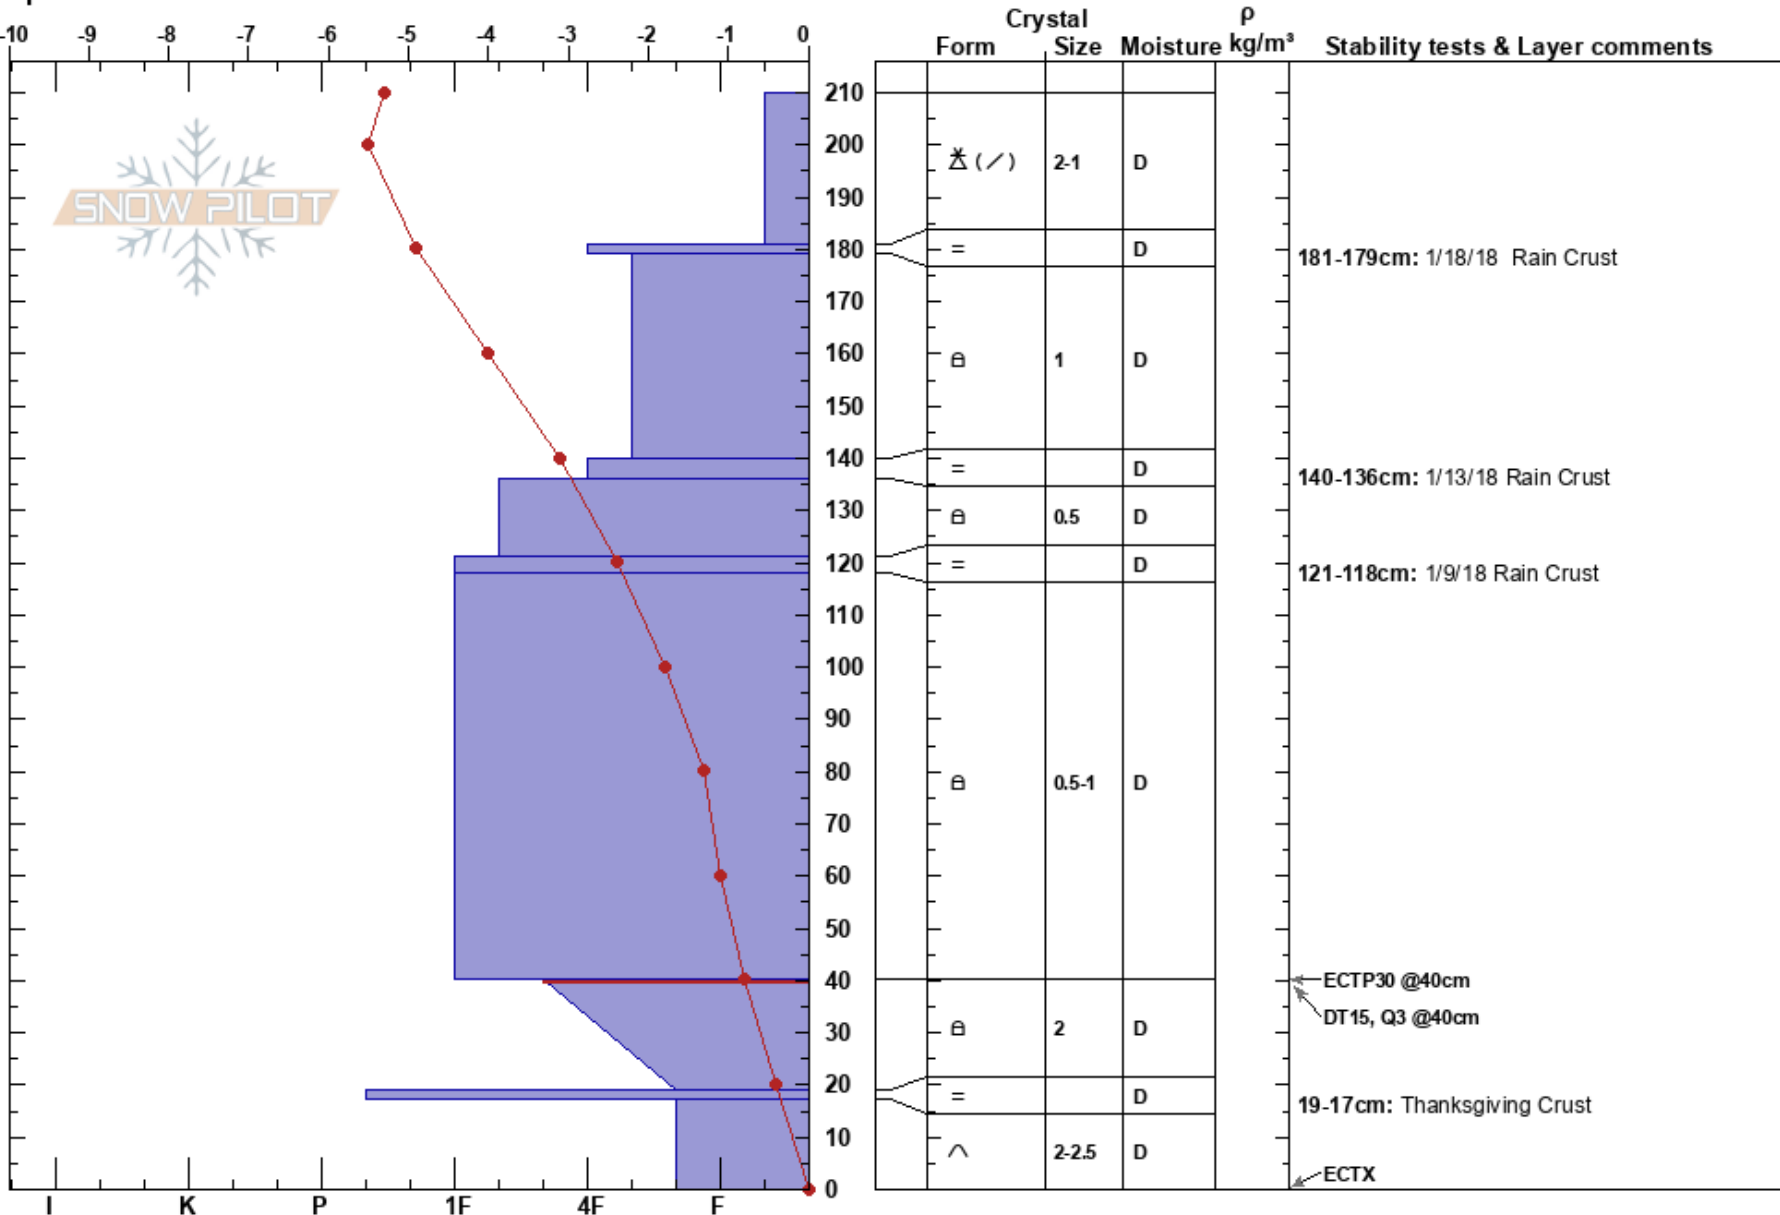 Crystal ρ
Form Size Moisture kg/m³ Stability tests & Layer comments
-10 -9 -8 -7 -6 -5 -4 -3 -2 -1 0
210
200
2-1 D
SNOW PILOT
190
180
= D
181-179cm: 1/18/18 Rain Crust
170
160
1 D
150
140
= D
140-136cm: 1/13/18 Rain Crust
130
0.5 D
120
= D
121-118cm: 1/9/18 Rain Crust
110
100
90
80
0.5-1 D
70
60
50
40
ECTP30 @40cm
DT15, Q3 @40cm
30
2 D
20
= D
19-17cm: Thanksgiving Crust
10
2-2.5 D
ECTX
0
I K P 1F 4F F